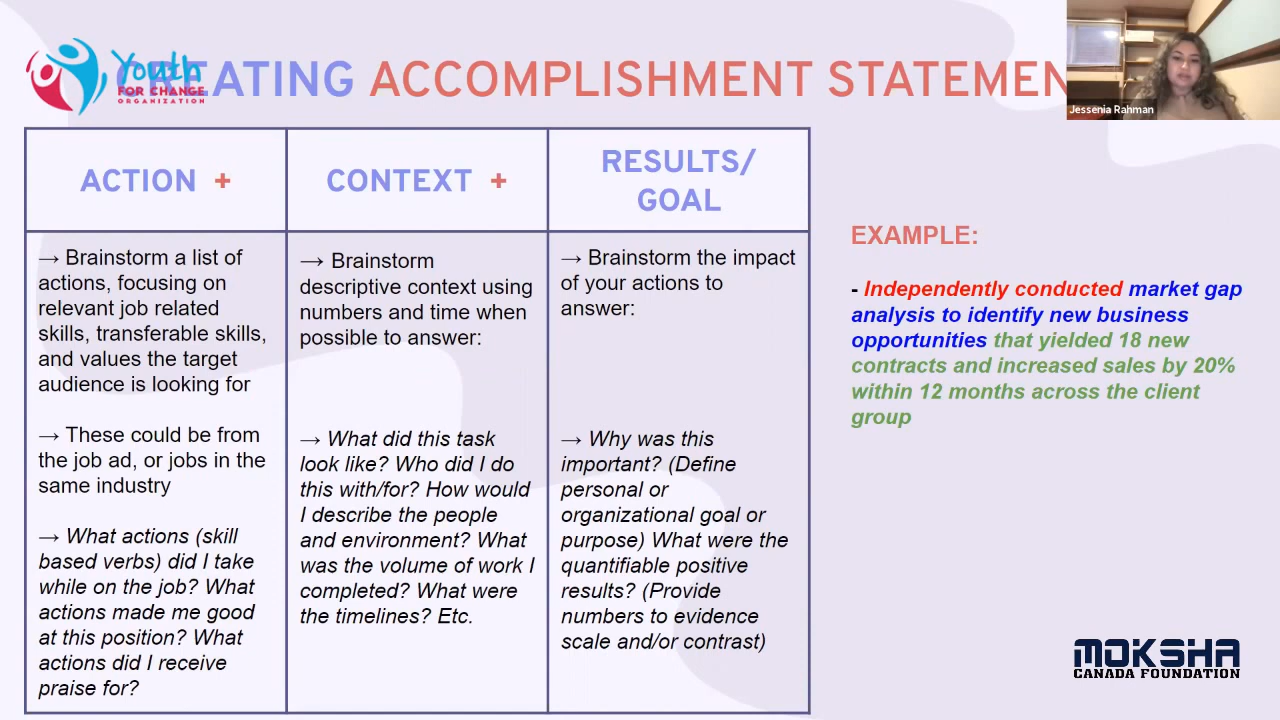 Youth
FOR CHANGE
ORGANIZATION
EATING ACCOMPLISHMENT STATEMEN
Jessenia Rahman
ACTION +
CONTEXT +
RESULTS/
GOAL
→ Brainstorm a list of
actions, focusing on
relevant job related
skills, transferable skills,
and values the target
audience is looking for
→ These could be from
the job ad, or jobs in the
same industry
→ What actions (skill
based verbs) did I take
while on the job? What
actions made me good
at this position? What
actions did I receive
praise for?
→ Brainstorm
descriptive context using
numbers and time when
possible to answer:
→ What did this task
look like? Who did I do
this with/for? How would
I describe the people
and environment? What
was the volume of work I
completed? What were
the timelines? Etc.
→ Brainstorm the impact
of your actions to
answer:
→ Why was this
important? (Define
personal or
organizational goal or
purpose) What were the
quantifiable positive
results? (Provide
numbers to evidence
scale and/or contrast)
EXAMPLE:
- Independently conducted market gap
analysis to identify new business
opportunities that yielded 18 new
contracts and increased sales by 20%
within 12 months across the client
group
MOKSHA
CANADA FOUNDATION